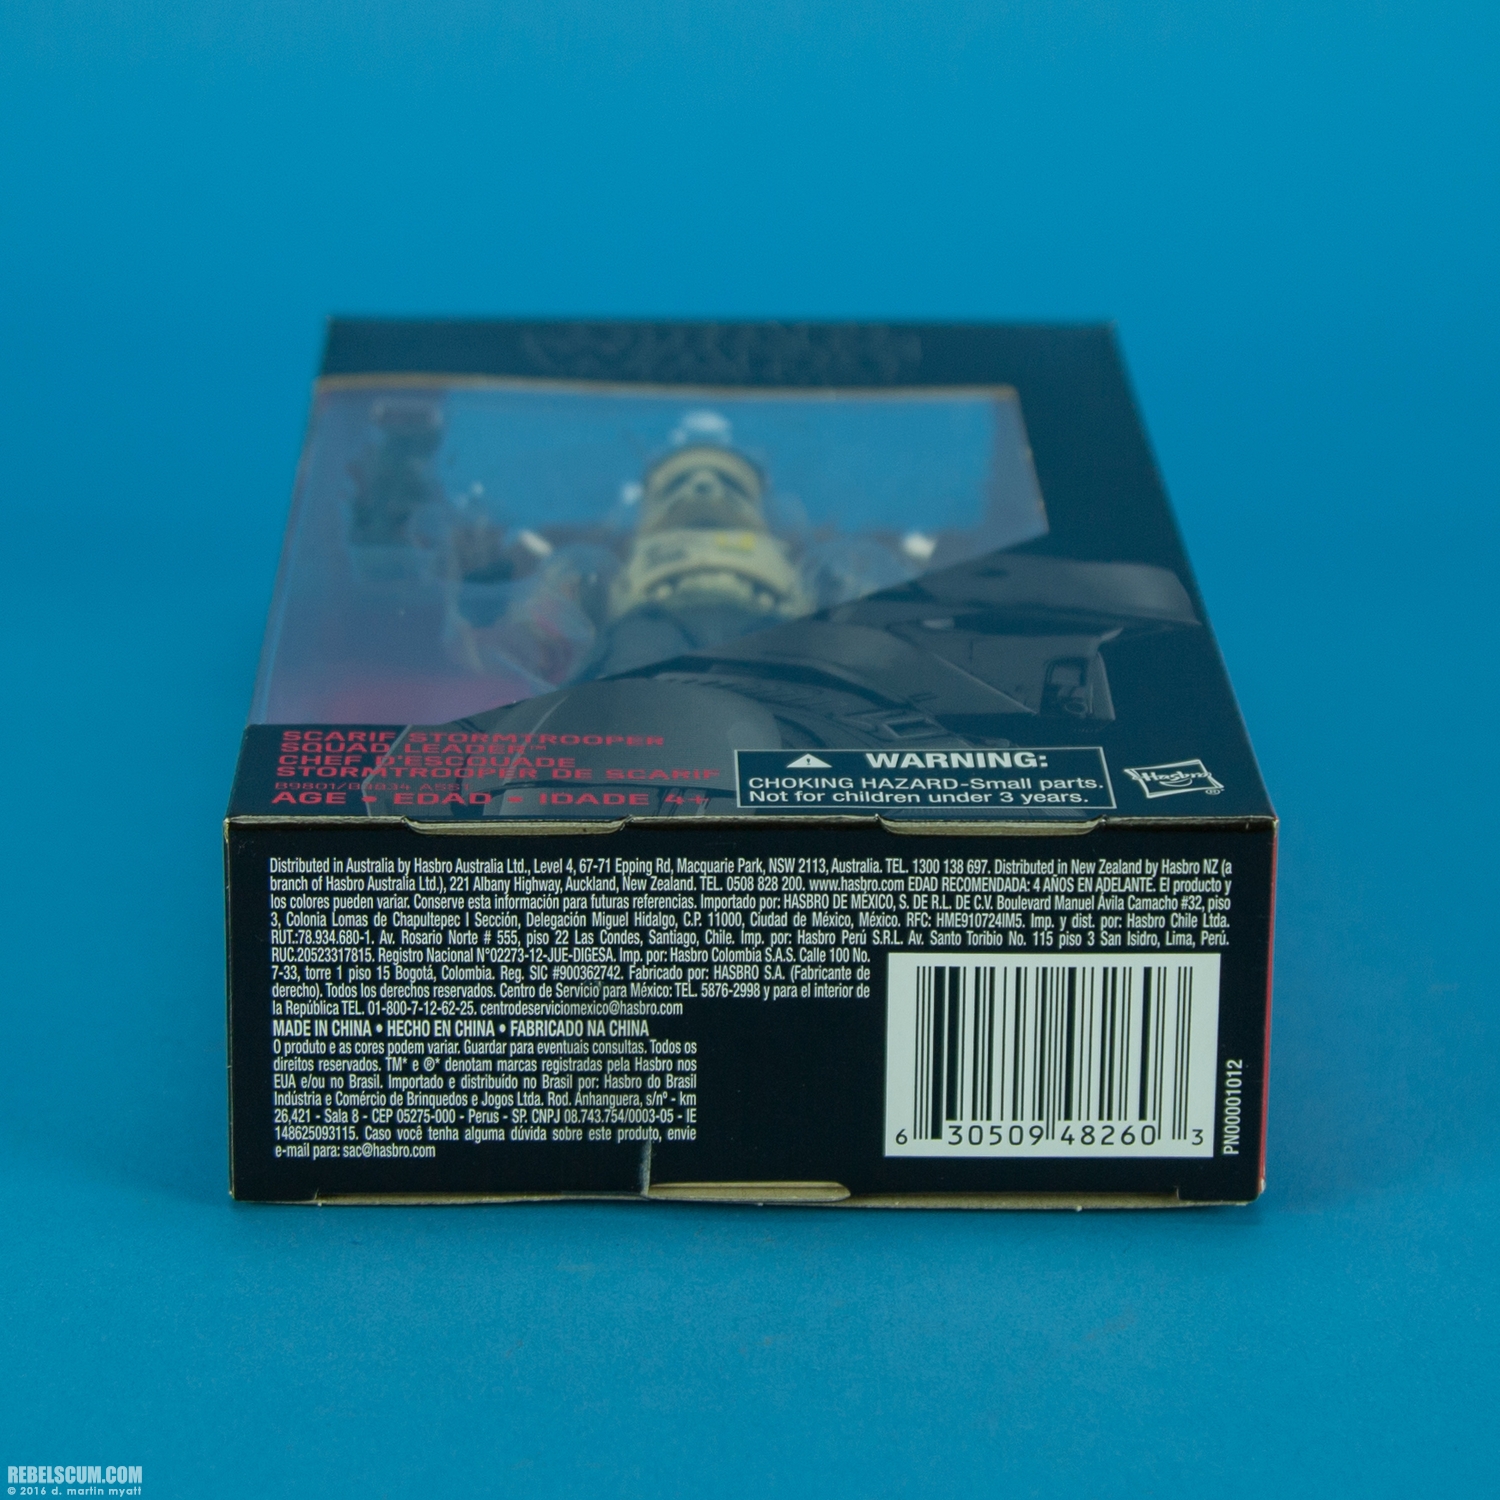 SCARIF STORMTROOPER
SQUAD LEADER™
CHEF D'ESCOUADE
STORMTROOPER DE SCARIF
B9801/B3834 ASST
AGE • EDAD • IDADE 4+
WARNING:
CHOKING HAZARD-Small parts.
Not for children under 3 years.
Hasbro
®
Distributed in Australia by Hasbro Australia Ltd., Level 4, 67-71 Epping Rd, Macquarie Park, NSW 2113, Australia. TEL. 1300 138 697. Distributed in New Zealand by Hasbro NZ (a
branch of Hasbro Australia Ltd.), 221 Albany Highway, Auckland, New Zealand. TEL. 0508 828 200. www.hasbro.com EDAD RECOMENDADA: 4 AÑOS EN ADELANTE. El producto y
los colores pueden variar. Conserve esta información para futuras referencias. Importado por: HASBRO DE MÉXICO, S. DE R.L. DE C.V. Boulevard Manuel Ávila Camacho #32, piso
3, Colonia Lomas de Chapultepec I Sección, Delegación Miguel Hidalgo, C.P. 11000, Ciudad de México, México. RFC: HME910724IM5. Imp. y dist. por: Hasbro Chile Ltda.
RUT.:78.934.680-1. Av. Rosario Norte # 555, piso 22 Las Condes, Santiago, Chile. Imp. por: Hasbro Perú S.R.L. Av. Santo Toribio No. 115 piso 3 San Isidro, Lima, Perú.
RUC.20523317815. Registro Nacional N°02273-12-JUE-DIGESA. Imp. por: Hasbro Colombia S.A.S. Calle 100 No.
7-33, torre 1 piso 15 Bogotá, Colombia. Reg. SIC #900362742. Fabricado por: HASBRO S.A. (Fabricante de
derecho). Todos los derechos reservados. Centro de Servicio para México: TEL. 5876-2998 y para el interior de
la República TEL. 01-800-7-12-62-25. centrodeserviciomexico@hasbro.com
MADE IN CHINA • HECHO EN CHINA • FABRICADO NA CHINA
O produto e as cores podem variar. Guardar para eventuais consultas. Todos os
direitos reservados. TM* e ®* denotam marcas registradas pela Hasbro nos
EUA e/ou no Brasil. Importado e distribuído no Brasil por: Hasbro do Brasil
Indústria e Comércio de Brinquedos e Jogos Ltda. Rod. Anhanguera, s/nº - km
26,421 - Sala 8 - CEP 05275-000 - Perus - SP. CNPJ 08.743.754/0003-05 - IE
148625093115. Caso você tenha alguma dúvida sobre este produto, envie
e-mail para: sac@hasbro.com
6 30509 48260 3
PN00001012
REBELSCUM.COM
© 2016 d. martin myatt